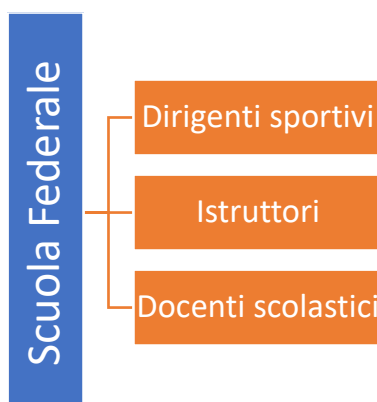 Scuola Federale
Dirigenti sportivi
Istruttori
Docenti scolastici